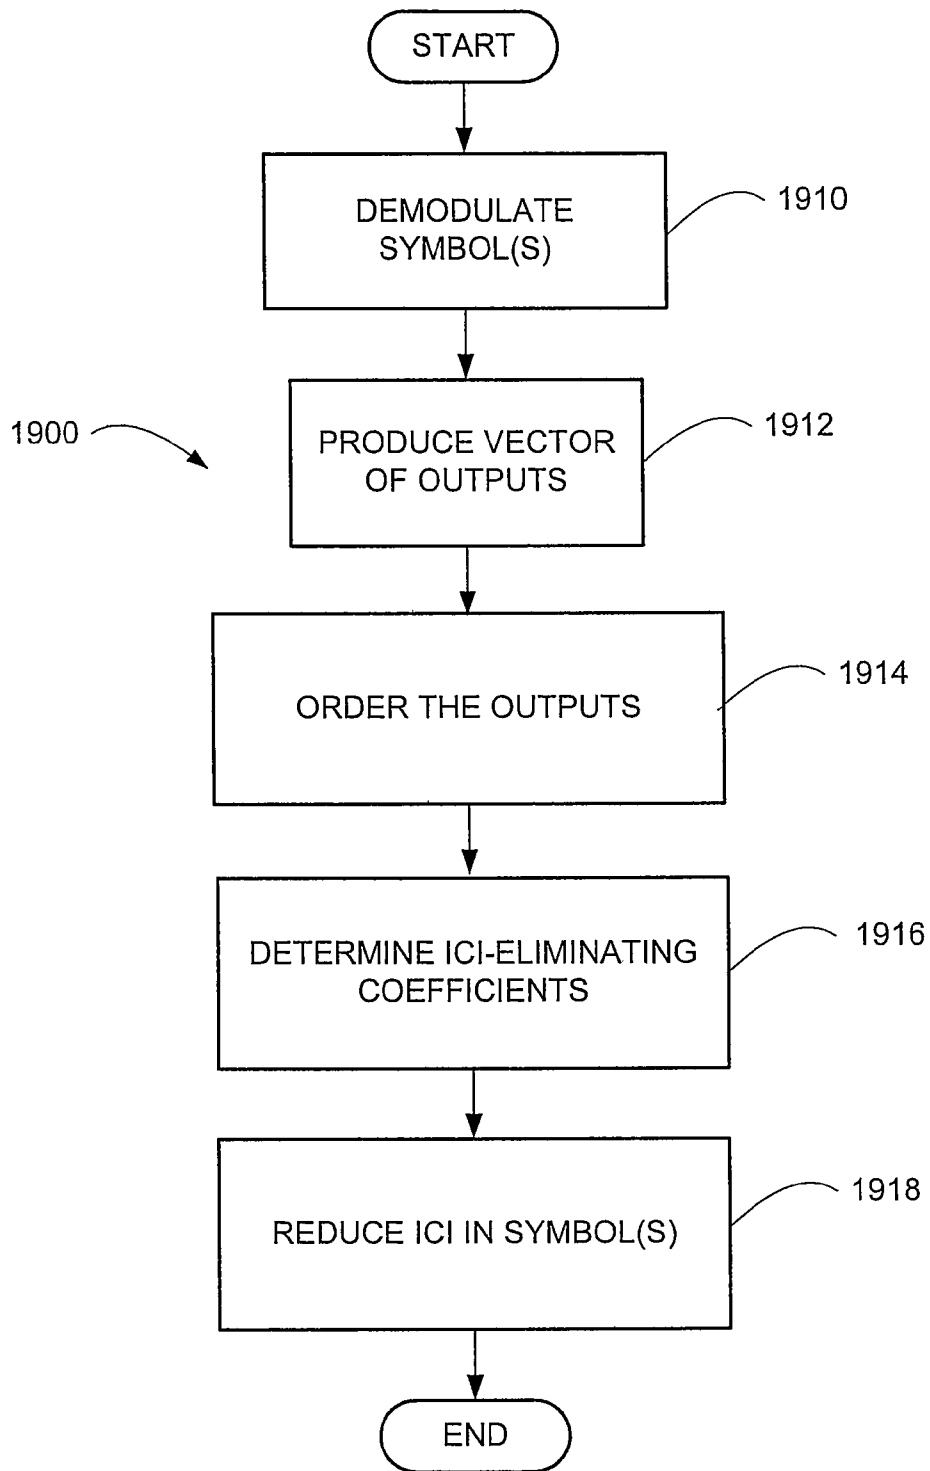 START
DEMODULATE
SYMBOL(S)
1910
1900
PRODUCE VECTOR
OF OUTPUTS
1912
ORDER THE OUTPUTS
1914
DETERMINE ICI-ELIMINATING
COEFFICIENTS
1916
REDUCE ICI IN SYMBOL(S)
1918
END